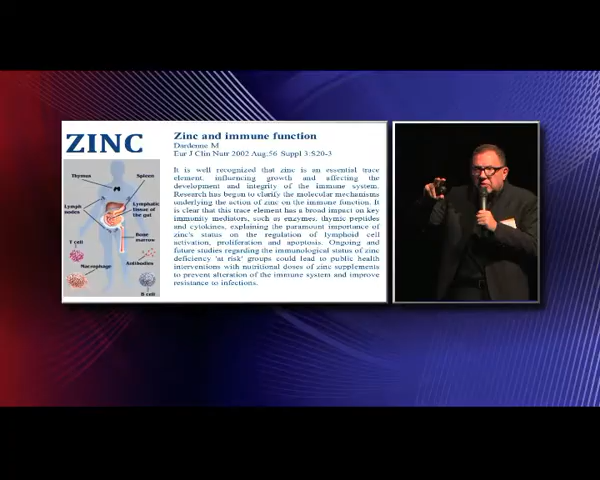 ZINC
Zinc and immune function
Dardenne M
Eur J Clin Nutr 2002 Aug;56 Suppl 3:S20-3
It is well recognized that zinc is an essential trace
element, influencing growth and affecting the
development and integrity of the immune system.
Research has begun to clarify the molecular mechanisms
underlying the action of zinc on the immune function. It
is clear that this trace element has a broad impact on key
immunity mediators, such as enzymes, thymic peptides
and cytokines, explaining the paramount importance of
zinc's status on the regulation of lymphoid cell
activation, proliferation and apoptosis. Ongoing and
future studies regarding the immunological status of zinc
deficiency 'at risk' groups could lead to public health
interventions with nutritional doses of zinc supplements
to prevent alteration of the immune system and improve
resistance to infections.
Thymus
Spleen
Lymph
nodes
Lymphatic
tissue of
the gut
Bone
marrow
T cell
Antibodies
Macrophage
B cell